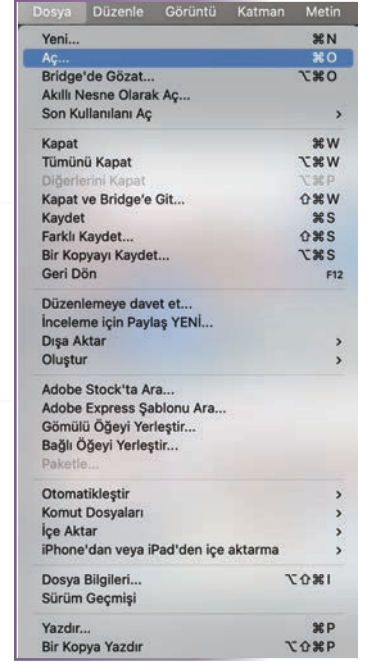 Dosya Düzenle Görüntü Katman Metin
Yeni... ⌘N
Aç... ⌘O
Bridge'de Gözat... ⌥⌘O
Akıllı Nesne Olarak Aç...
Son Kullanılanı Aç >
Kapat ⌘W
Tümünü Kapat ⌥⌘W
Diğerlerini Kapat ⌥⌘P
Kapat ve Bridge'e Git... ⇧⌘W
Kaydet ⌘S
Farklı Kaydet... ⇧⌘S
Bir Kopyayı Kaydet... ⌥⌘S
Geri Dön F12
Düzenlemeye davet et...
İnceleme için Paylaş YENİ...
Dışa Aktar >
Oluştur >
Adobe Stock'ta Ara...
Adobe Express Şablonu Ara...
Gömülü Öğeyi Yerleştir...
Bağlı Öğeyi Yerleştir...
Paketle...
Otomatikleştir >
Komut Dosyaları >
İçe Aktar >
iPhone'dan veya iPad'den içe aktarma >
Dosya Bilgileri... ⌥⇧⌘I
Sürüm Geçmişi
Yazdır... ⌘P
Bir Kopya Yazdır ⌥⇧⌘P